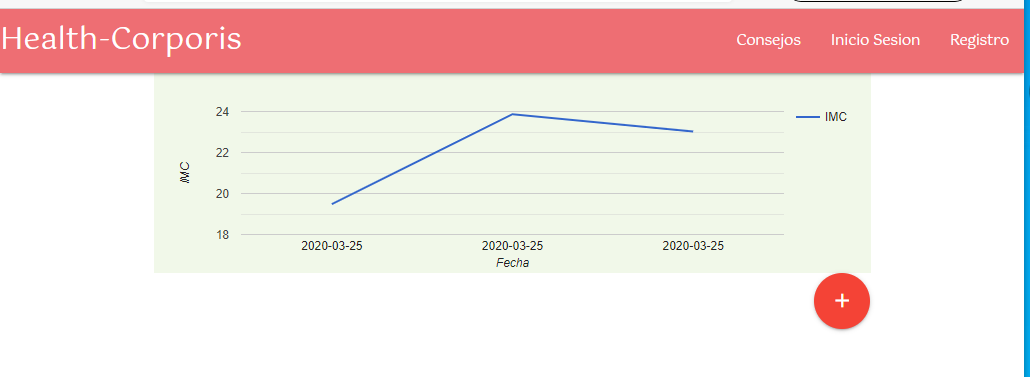 Health-Corporis
Consejos Inicio Sesion Registro
24
22
20
18
IMC
IMC
2020-03-25 2020-03-25 2020-03-25
Fecha
+